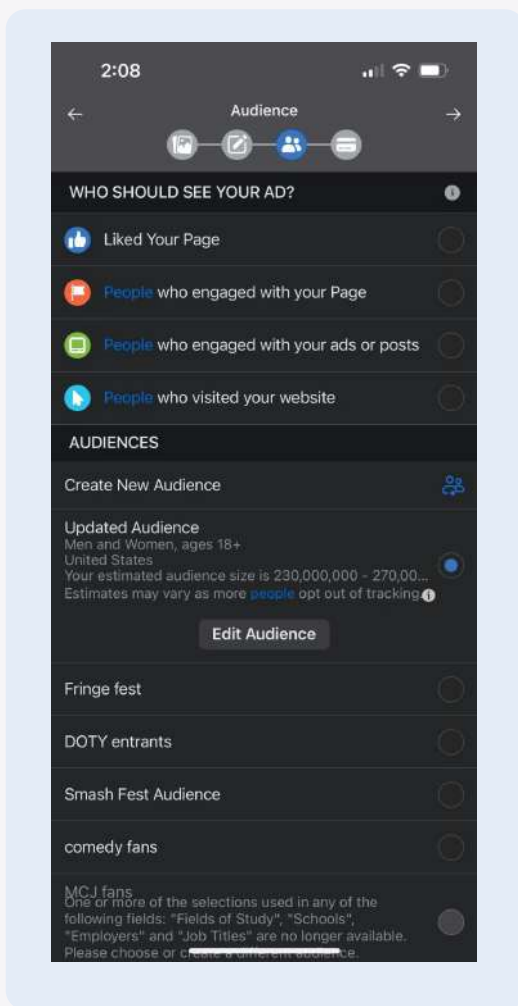 2:08
Audience
WHO SHOULD SEE YOUR AD?
Liked Your Page
People who engaged with your Page
People who engaged with your ads or posts
People who visited your website
AUDIENCES
Create New Audience
Updated Audience
Men and Women, ages 18+
United States
Your estimated audience size is 230,000,000 - 270,00...
Estimates may vary as more people opt out of tracking.
Edit Audience
Fringe fest
DOTY entrants
Smash Fest Audience
comedy fans
MCJ fans
One or more of the selections used in any of the
following fields: "Fields of Study", "Schools",
"Employers" and "Job Titles" are no longer available.
Please choose or create a different audience.